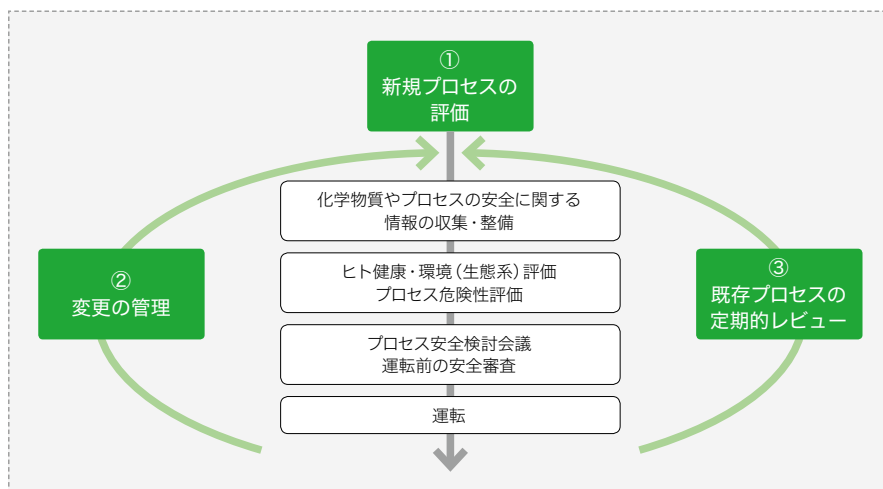 ①
新規プロセスの
評価
化学物質やプロセスの安全に関する
情報の収集・整備
②
変更の管理
ヒト健康・環境(生態系)評価
プロセス危険性評価
③
既存プロセスの
定期的レビュー
プロセス安全検討会議
運転前の安全審査
運転